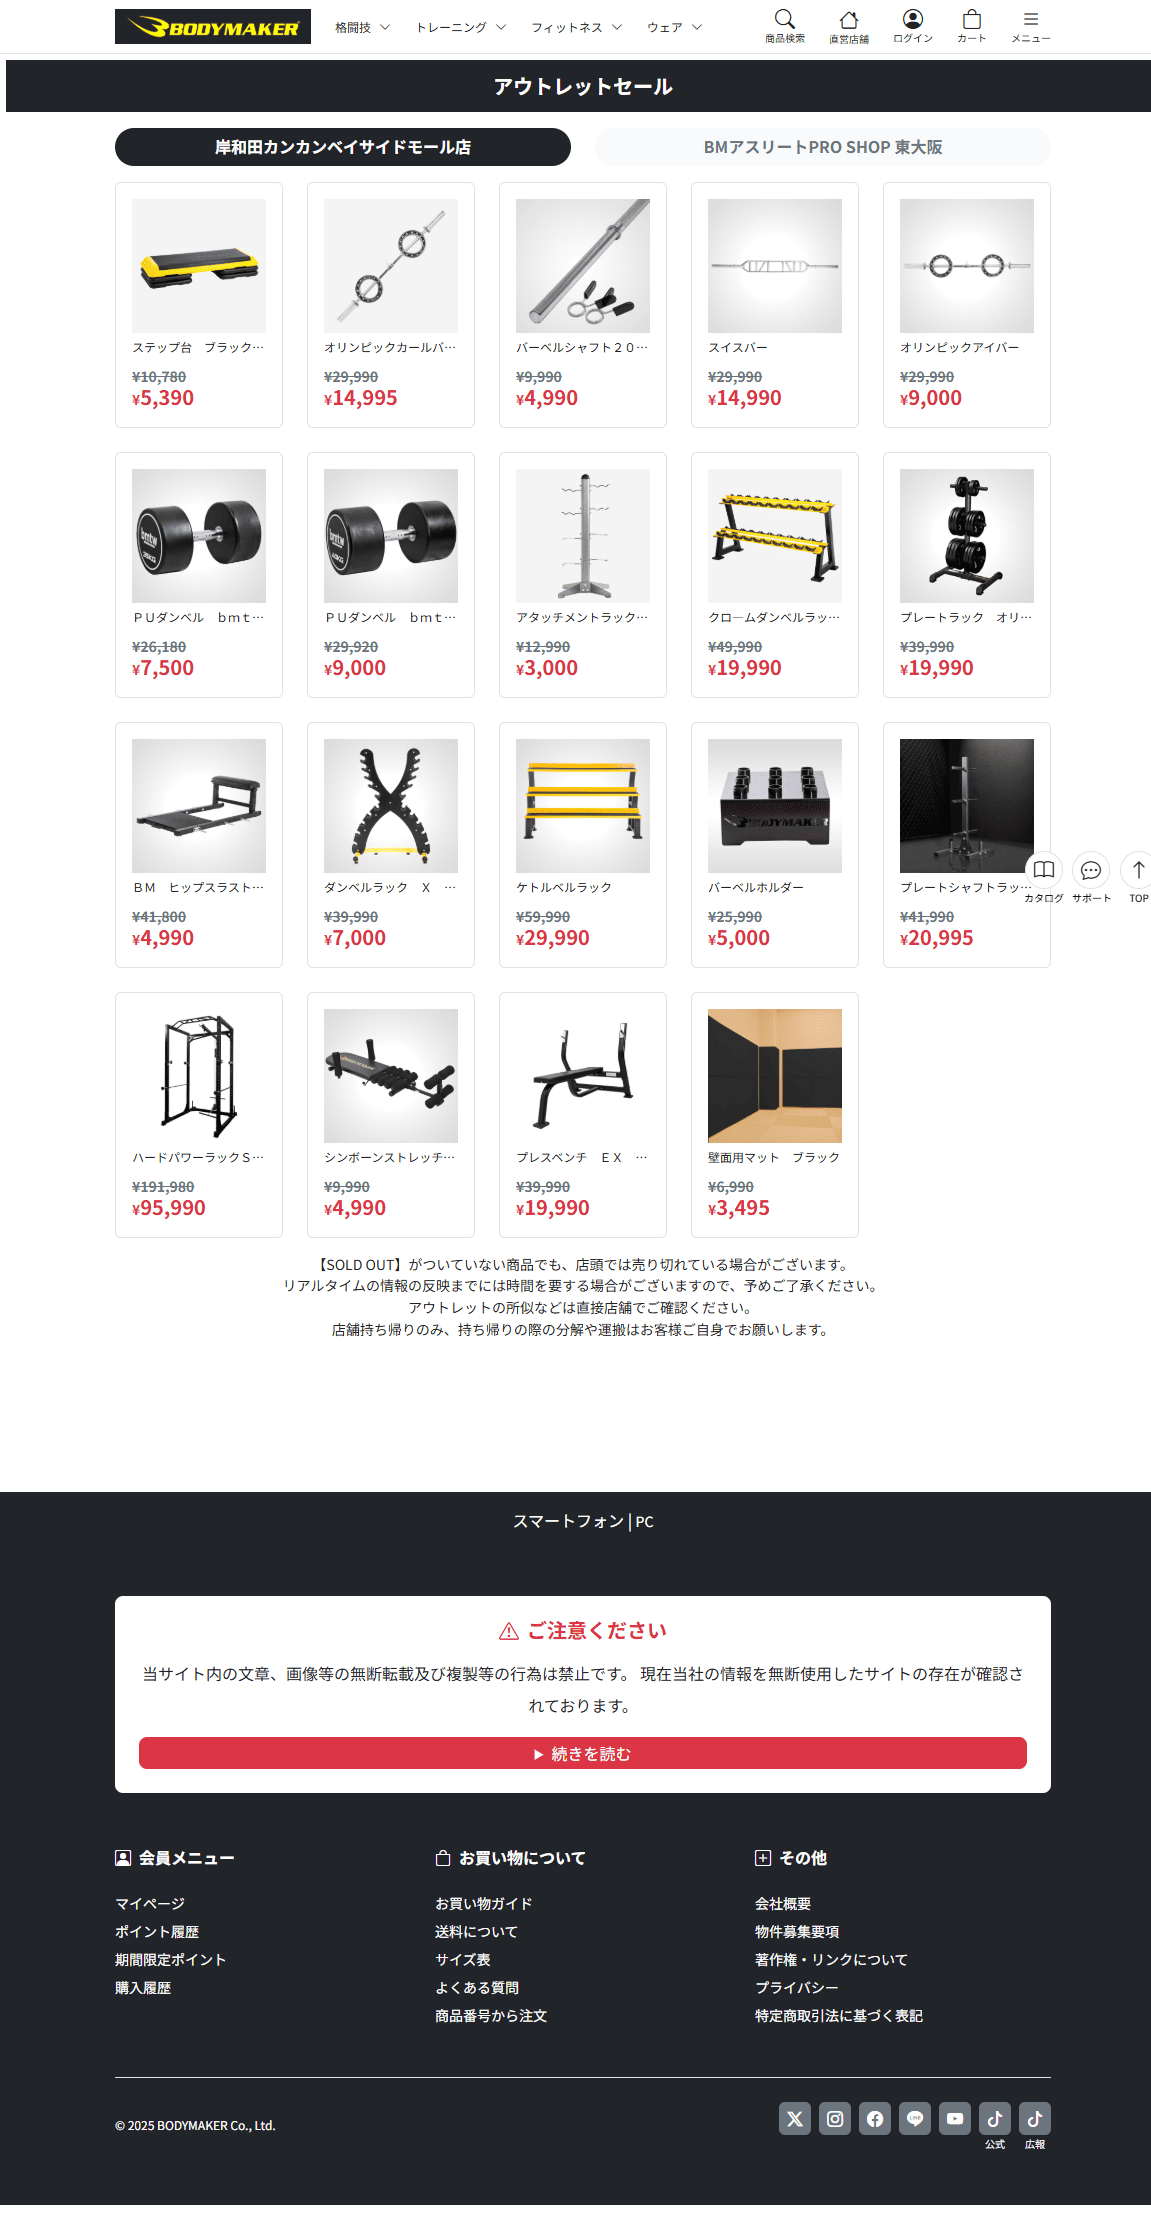 BODYMAKER
格闘技
トレーニング
フィットネス
ウェア
商品検索
直営店舗
ログイン
カート
メニュー
アウトレットセール
岸和田カンカンベイサイドモール店
BMアスリートPRO SHOP 東大阪
ステップ台　ブラック…
¥10,780
¥5,390
オリンピックカールバ…
¥29,990
¥14,995
バーベルシャフト２０…
¥9,990
¥4,990
スイスバー
¥29,990
¥14,990
オリンピックアイバー
¥29,990
¥9,000
ＰＵダンベル　ｂｍｔ…
¥26,180
¥7,500
ＰＵダンベル　ｂｍｔ…
¥29,920
¥9,000
アタッチメントラック…
¥12,990
¥3,000
クロ―ムダンベルラッ…
¥49,990
¥19,990
プレートラック　オリ…
¥39,990
¥19,990
ＢＭ　ヒップスラスト…
¥41,800
¥4,990
ダンベルラック　Ｘ　…
¥39,990
¥7,000
ケトルベルラック
¥59,990
¥29,990
バーベルホルダー
¥25,990
¥5,000
プレートシャフトラッ…
¥41,990
¥20,995
カタログ
サポート
TOP
ハードパワーラックＳ…
¥191,980
¥95,990
シンボーンストレッチ…
¥9,990
¥4,990
プレスベンチ　ＥＸ　…
¥39,990
¥19,990
壁面用マット　ブラック
¥6,990
¥3,495
【SOLD OUT】がついていない商品でも、店頭では売り切れている場合がございます。
リアルタイムの情報の反映までには時間を要する場合がございますので、予めご了承ください。
アウトレットの所似などは直接店舗でご確認ください。
店舗持ち帰りのみ、持ち帰りの際の分解や運搬はお客様ご自身でお願いします。
スマートフォン | PC
ご注意ください
当サイト内の文章、画像等の無断転載及び複製等の行為は禁止です。 現在当社の情報を無断使用したサイトの存在が確認さ
れております。
▶ 続きを読む
会員メニュー
マイページ
ポイント履歴
期間限定ポイント
購入履歴
お買い物について
お買い物ガイド
送料について
サイズ表
よくある質問
商品番号から注文
その他
会社概要
物件募集要項
著作権・リンクについて
プライバシー
特定商取引法に基づく表記
© 2025 BODYMAKER Co., Ltd.
公式
広報